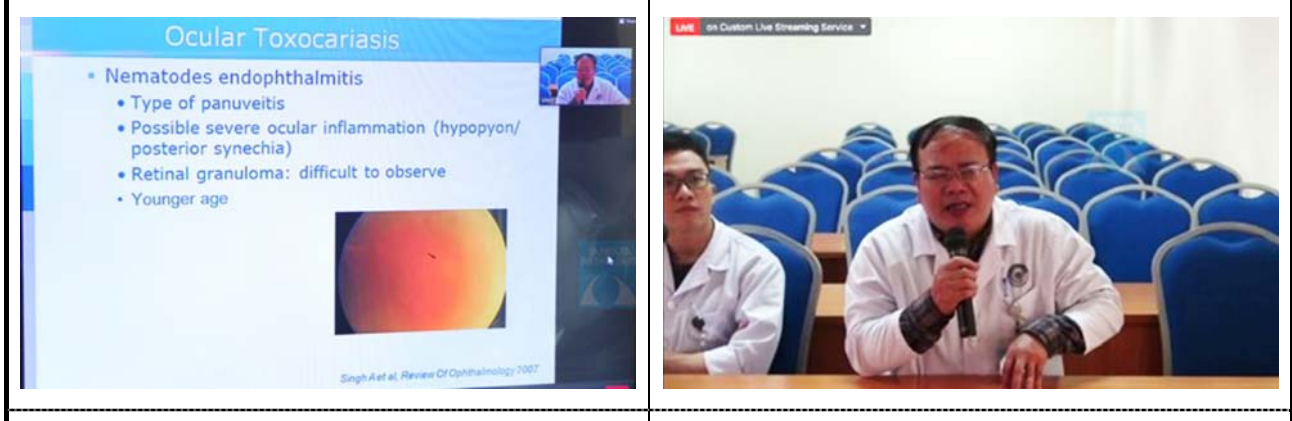 Ocular Toxocariasis
Nematodes endophthalmitis
• Type of panuveitis
• Possible severe ocular inflammation (hypopyon/
posterior synechia)
• Retinal granuloma: difficult to observe
• Younger age
Singh A et al, Review Of Ophthalmology 2007
LIVE on Custom Live Streaming Service